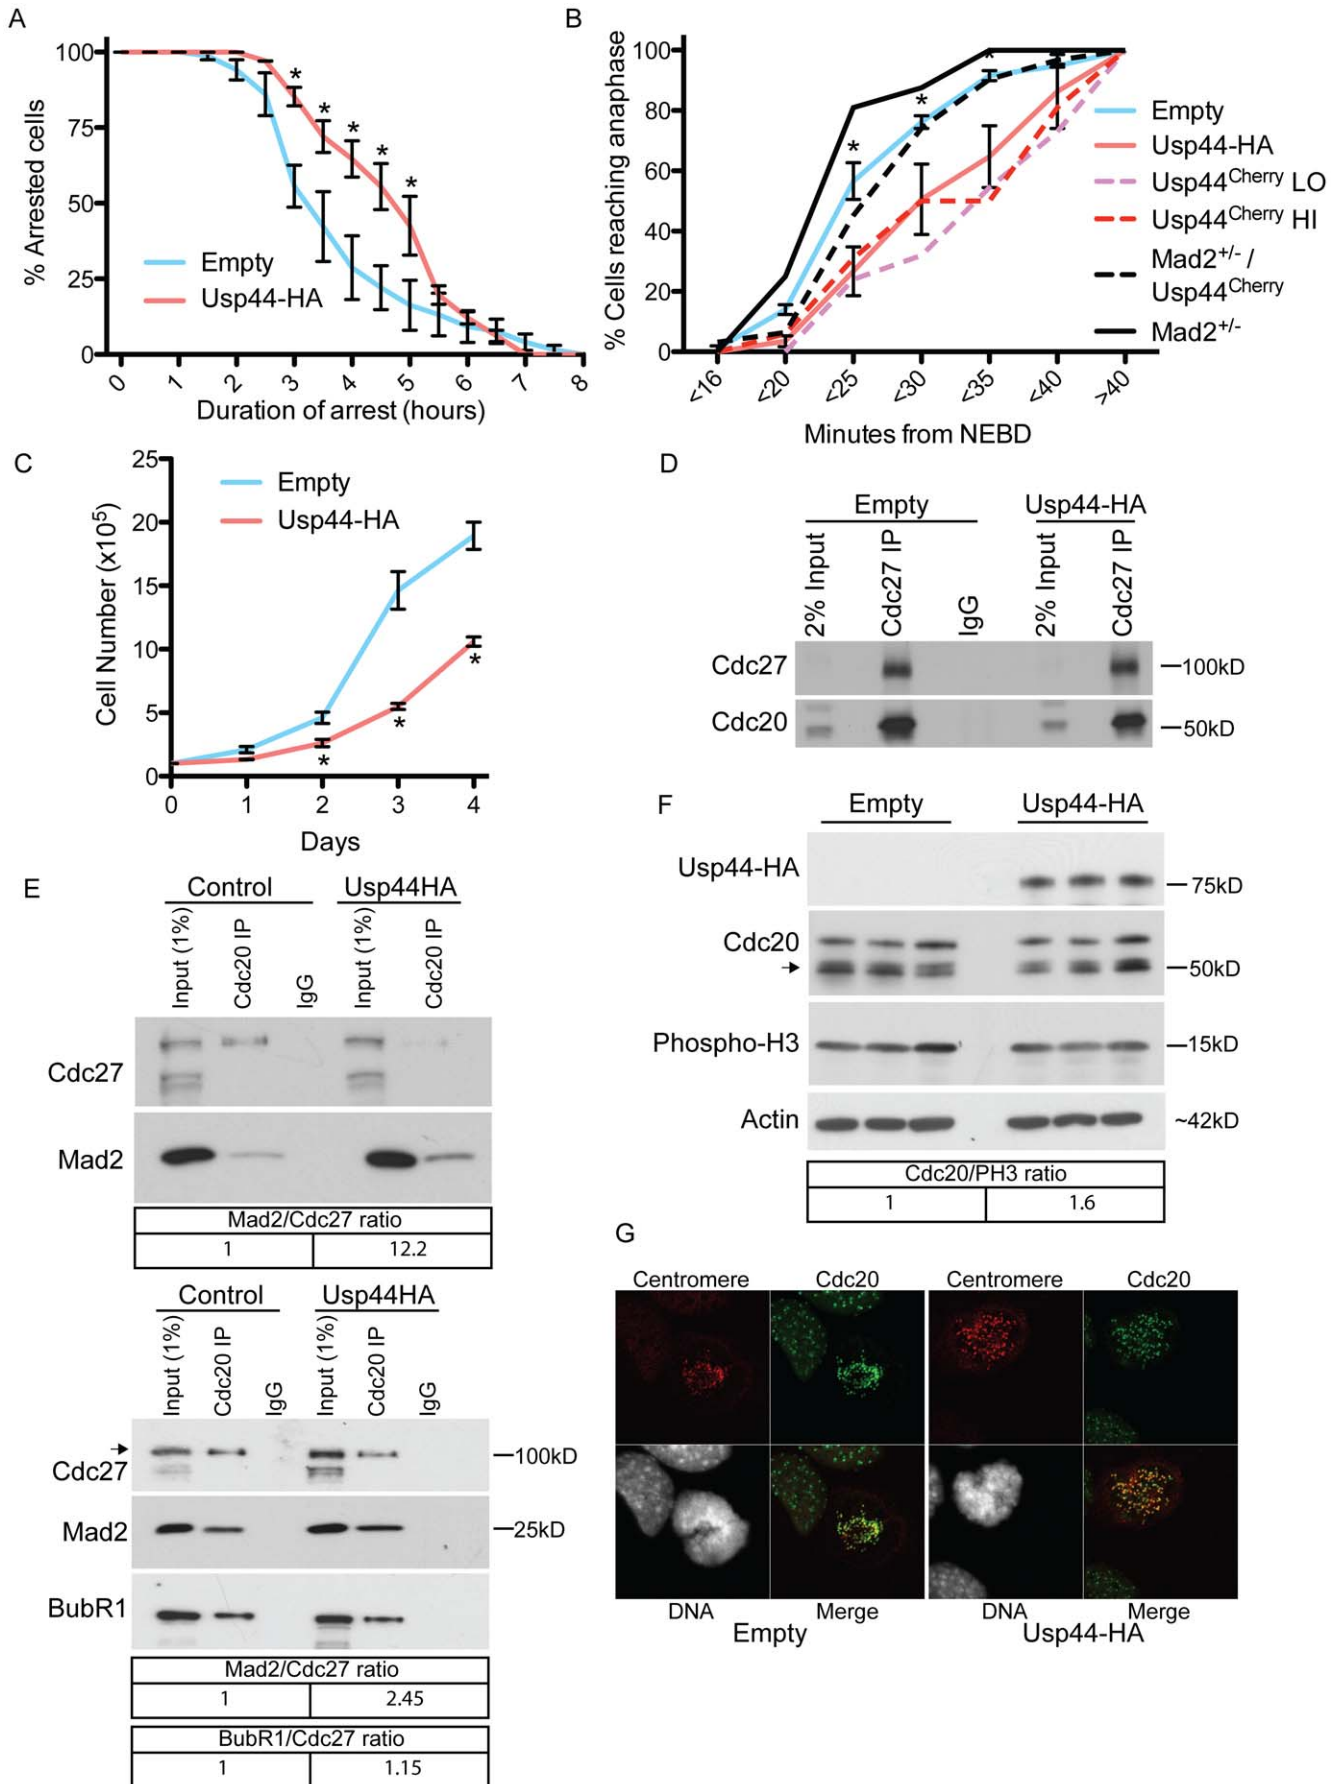 A
% Arrested cells
100
75
50
25
0
Empty
Usp44-HA
* * * * *
0 1 2 3 4 5 6 7 8
Duration of arrest (hours)
B
% Cells reaching anaphase
100
80
60
40
20
0
* * *
Empty
Usp44-HA
Usp44Cherry LO
Usp44Cherry HI
Mad2+/- /
Usp44Cherry
Mad2+/-
<16 <20 <25 <30 <35 <40 >40
Minutes from NEBD
C
Cell Number (x10⁵)
25
20
15
10
5
0
Empty
Usp44-HA
* * *
0 1 2 3 4
Days
D
Empty Usp44-HA
2% Input Cdc27 IP IgG 2% Input Cdc27 IP
Cdc27 —100kD
Cdc20 —50kD
E
Control Usp44HA
Input (1%) Cdc20 IP IgG Input (1%) Cdc20 IP
Cdc27
Mad2
Mad2/Cdc27 ratio
1 12.2
Control Usp44HA
Input (1%) Cdc20 IP IgG Input (1%) Cdc20 IP IgG
Cdc27 —100kD
Mad2 —25kD
BubR1
Mad2/Cdc27 ratio
1 2.45
BubR1/Cdc27 ratio
1 1.15
F
Empty Usp44-HA
Usp44-HA —75kD
Cdc20 —50kD
Phospho-H3 —15kD
Actin ~42kD
Cdc20/PH3 ratio
1 1.6
G
Centromere Cdc20 Centromere Cdc20
DNA Merge DNA Merge
Empty Usp44-HA